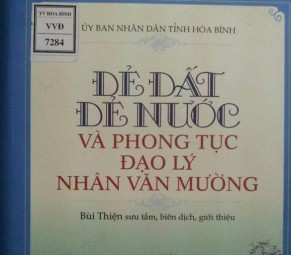 TV HÒA BÌNH
VVĐ
7284
ỦY BAN NHÂN DÂN TỈNH HÒA BÌNH
ĐẺ ĐẤT
ĐẺ NƯỚC
VÀ PHONG TỤC
ĐẠO LÝ
NHÂN VĂN MƯỜNG
Bùi Thiện sưu tầm, biên dịch, giới thiệu